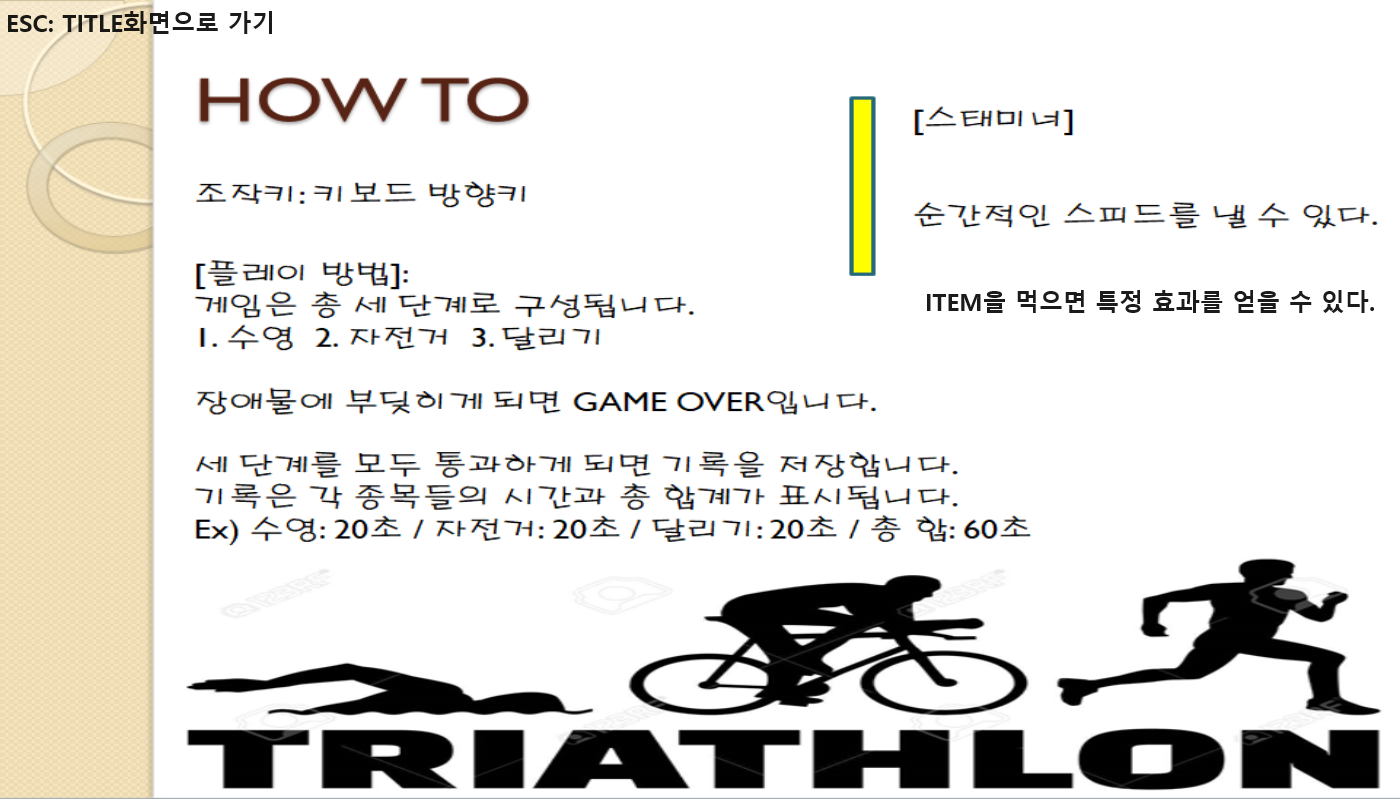 ESC: TITLE화면으로 가기
HOW TO
조작키: 키보드 방향키
[플레이 방법]:
게임은 총 세 단계로 구성됩니다.
1. 수영 2. 자전거 3. 달리기
장애물에 부딪히게 되면 GAME OVER입니다.
세 단계를 모두 통과하게 되면 기록을 저장합니다.
기록은 각 종목들의 시간과 총 합계가 표시됩니다.
Ex) 수영: 20초 / 자전거: 20초 / 달리기: 20초 / 총 합: 60초
[스태미너]
순간적인 스피드를 낼 수 있다.
ITEM을 먹으면 특정 효과를 얻을 수 있다.
TRIATHLON